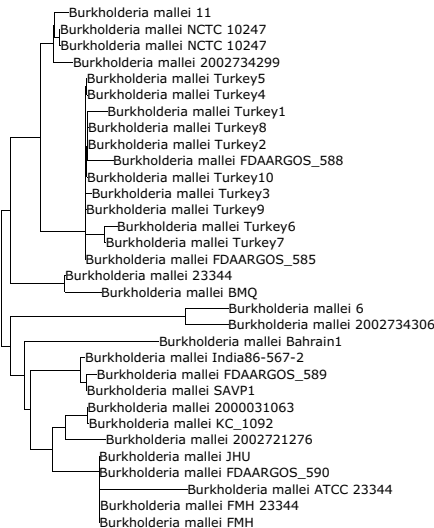 Burkholderia mallei 11
Burkholderia mallei NCTC 10247
Burkholderia mallei NCTC 10247
Burkholderia mallei 2002734299
Burkholderia mallei Turkey5
Burkholderia mallei Turkey4
Burkholderia mallei Turkey1
Burkholderia mallei Turkey8
Burkholderia mallei Turkey2
Burkholderia mallei FDAARGOS_588
Burkholderia mallei Turkey10
Burkholderia mallei Turkey3
Burkholderia mallei Turkey9
Burkholderia mallei Turkey6
Burkholderia mallei Turkey7
Burkholderia mallei FDAARGOS_585
Burkholderia mallei 23344
Burkholderia mallei BMQ
Burkholderia mallei 6
Burkholderia mallei 2002734306
Burkholderia mallei Bahrain1
Burkholderia mallei India86-567-2
Burkholderia mallei FDAARGOS_589
Burkholderia mallei SAVP1
Burkholderia mallei 2000031063
Burkholderia mallei KC_1092
Burkholderia mallei 2002721276
Burkholderia mallei JHU
Burkholderia mallei FDAARGOS_590
Burkholderia mallei ATCC 23344
Burkholderia mallei FMH 23344
Burkholderia mallei FMH